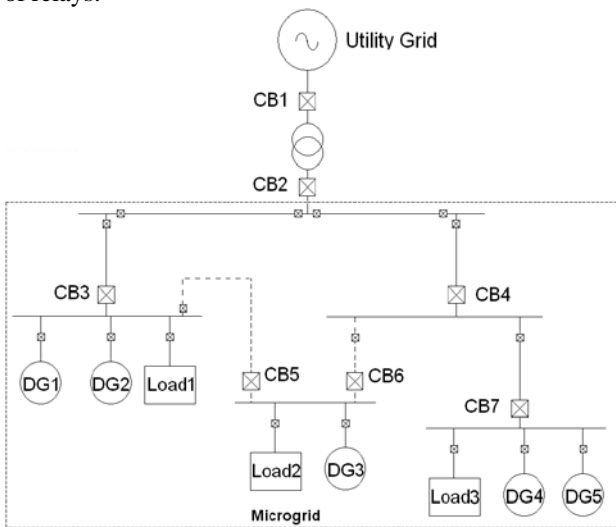 of relays.
Utility Grid
CB1
CB2
CB3
CB4
DG1
DG2
Load1
CB5
CB6
CB7
Load2
DG3
Load3
DG4
DG5
Microgrid